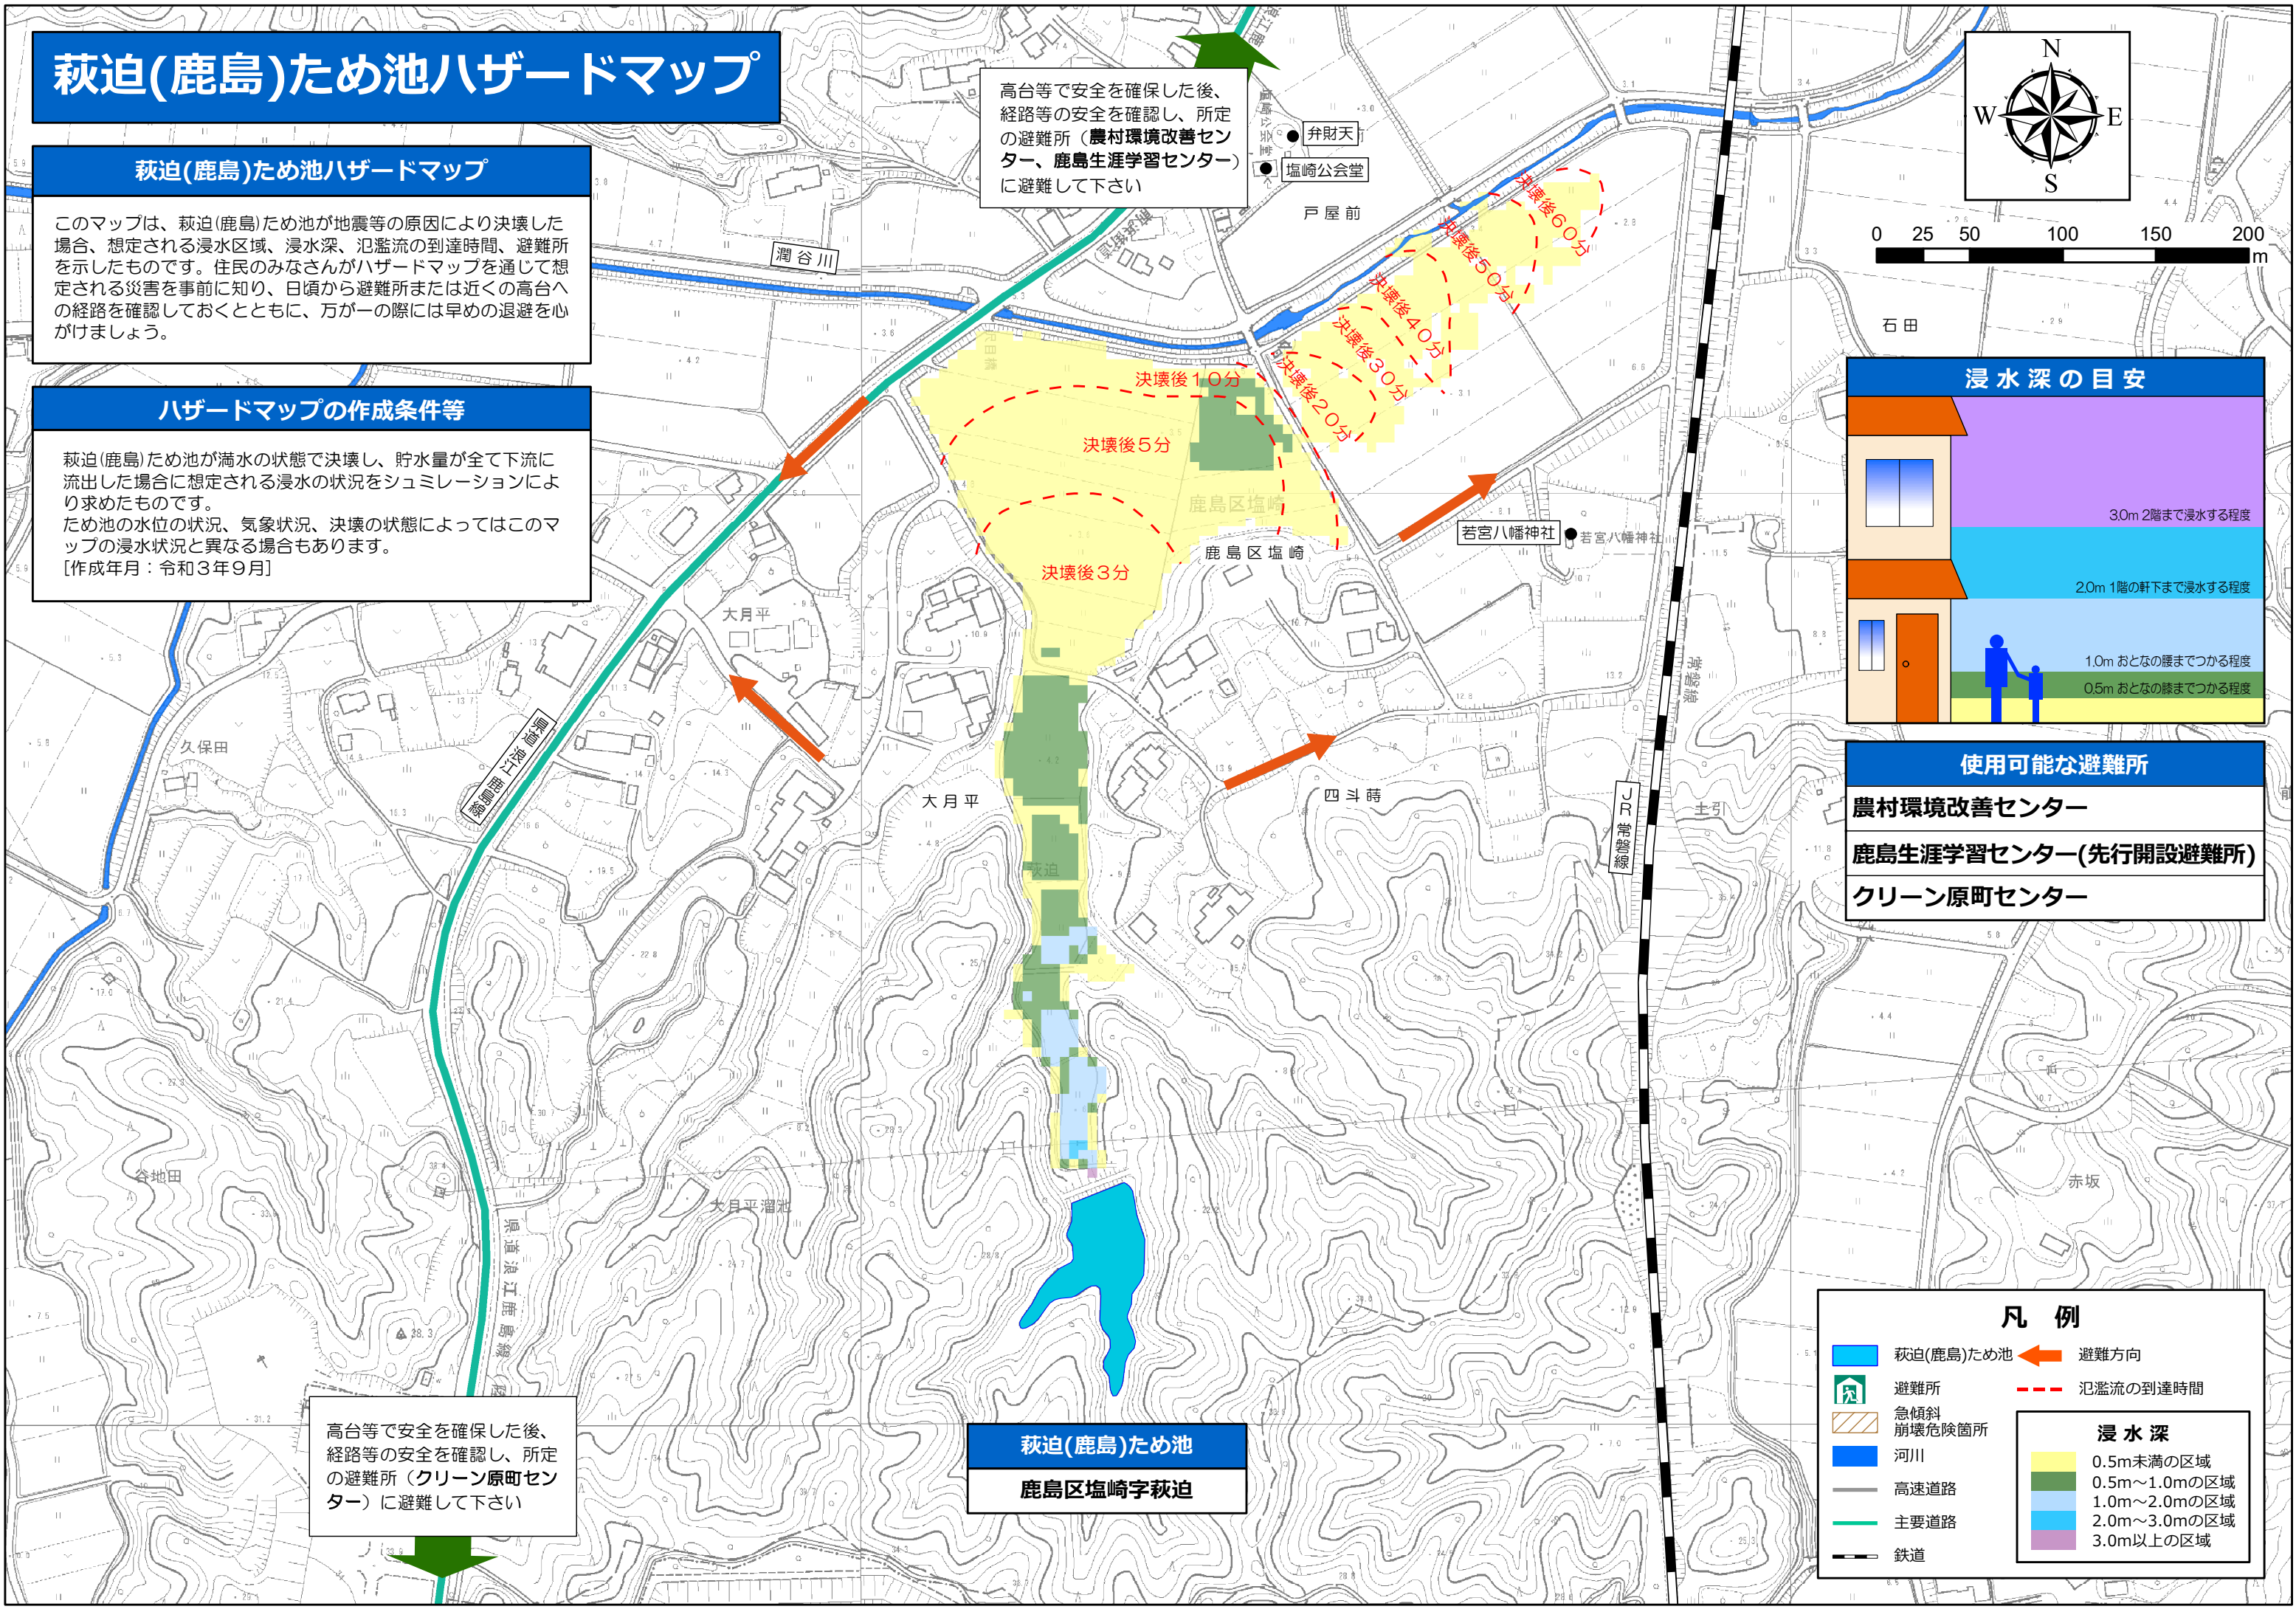 萩迫(鹿島)ため池ハザードマップ
萩迫(鹿島)ため池ハザードマップ
このマップは、萩迫(鹿島)ため池が地震等の原因により決壊した
場合、想定される浸水区域、浸水深、氾濫流の到達時間、避難所
を示したものです。住民のみなさんがハザードマップを通じて想
定される災害を事前に知り、日頃から避難所または近くの高台へ
の経路を確認しておくとともに、万が一の際には早めの退避を心
がけましょう。
ハザードマップの作成条件等
萩迫(鹿島)ため池が満水の状態で決壊し、貯水量が全て下流に
流出した場合に想定される浸水の状況をシュミレーションによ
り求めたものです。
ため池の水位の状況、気象状況、決壊の状態によってはこのマ
ップの浸水状況と異なる場合もあります。
[作成年月：令和３年９月]
高台等で安全を確保した後、
経路等の安全を確認し、所定
の避難所（農村環境改善セン
ター、鹿島生涯学習センター）
に避難して下さい
弁財天
塩崎公会堂
塩崎公会堂
戸屋前
潤谷川
決壊後６０分
決壊後５０分
決壊後４０分
決壊後３０分
決壊後２０分
決壊後１０分
決壊後５分
決壊後３分
鹿島区塩崎
鹿島区塩崎
若宮八幡神社
若宮八幡神社
石田
N
W
E
S
0 25 50 100 150 200
m
浸水深の目安
3.0m 2階まで浸水する程度
2.0m 1階の軒下まで浸水する程度
1.0m おとなの腰までつかる程度
0.5m おとなの膝までつかる程度
使用可能な避難所
農村環境改善センター
鹿島生涯学習センター(先行開設避難所)
クリーン原町センター
大月平
久保田
県道 浪江鹿島線
大月平
四斗蒔
萩迫
常磐線
JR常磐線
土引
谷地田
大月平溜池
赤坂
県道浪江鹿島線
高台等で安全を確保した後、
経路等の安全を確認し、所定
の避難所（クリーン原町セン
ター）に避難して下さい
萩迫(鹿島)ため池
鹿島区塩崎字萩迫
凡 例
萩迫(鹿島)ため池
避難方向
避難所
氾濫流の到達時間
急傾斜
崩壊危険箇所
河川
高速道路
主要道路
鉄道
浸水深
0.5m未満の区域
0.5m～1.0mの区域
1.0m～2.0mの区域
2.0m～3.0mの区域
3.0m以上の区域